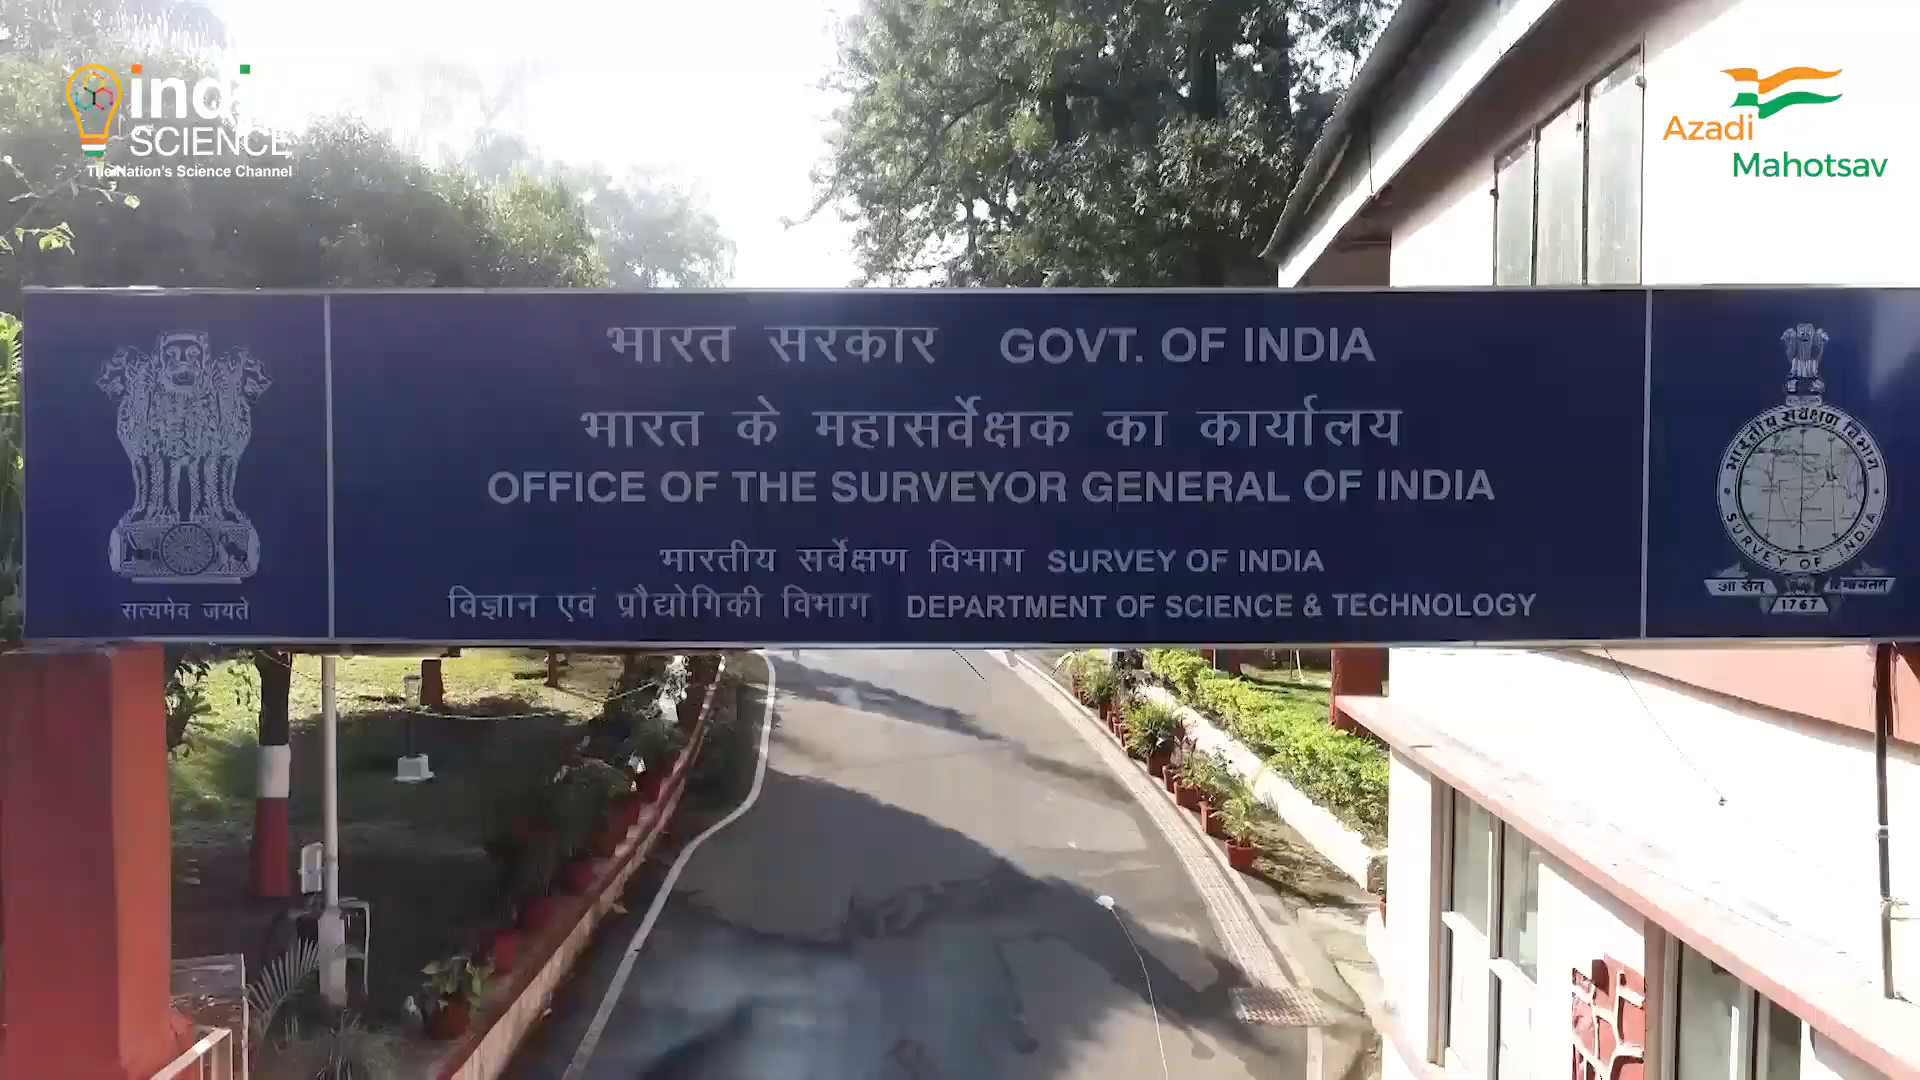 india
SCIENCE
The Nation's Science Channel
Azadi
Mahotsav
भारत सरकार GOVT. OF INDIA
भारत के महासर्वेक्षक का कार्यालय
OFFICE OF THE SURVEYOR GENERAL OF INDIA
भारतीय सर्वेक्षण विभाग SURVEY OF INDIA
विज्ञान एवं प्रौद्योगिकी विभाग DEPARTMENT OF SCIENCE & TECHNOLOGY
सत्यमेव जयते
भारतीय सर्वेक्षण विभाग
SURVEY OF INDIA
आ सेतु
हिमाचलम्
1767